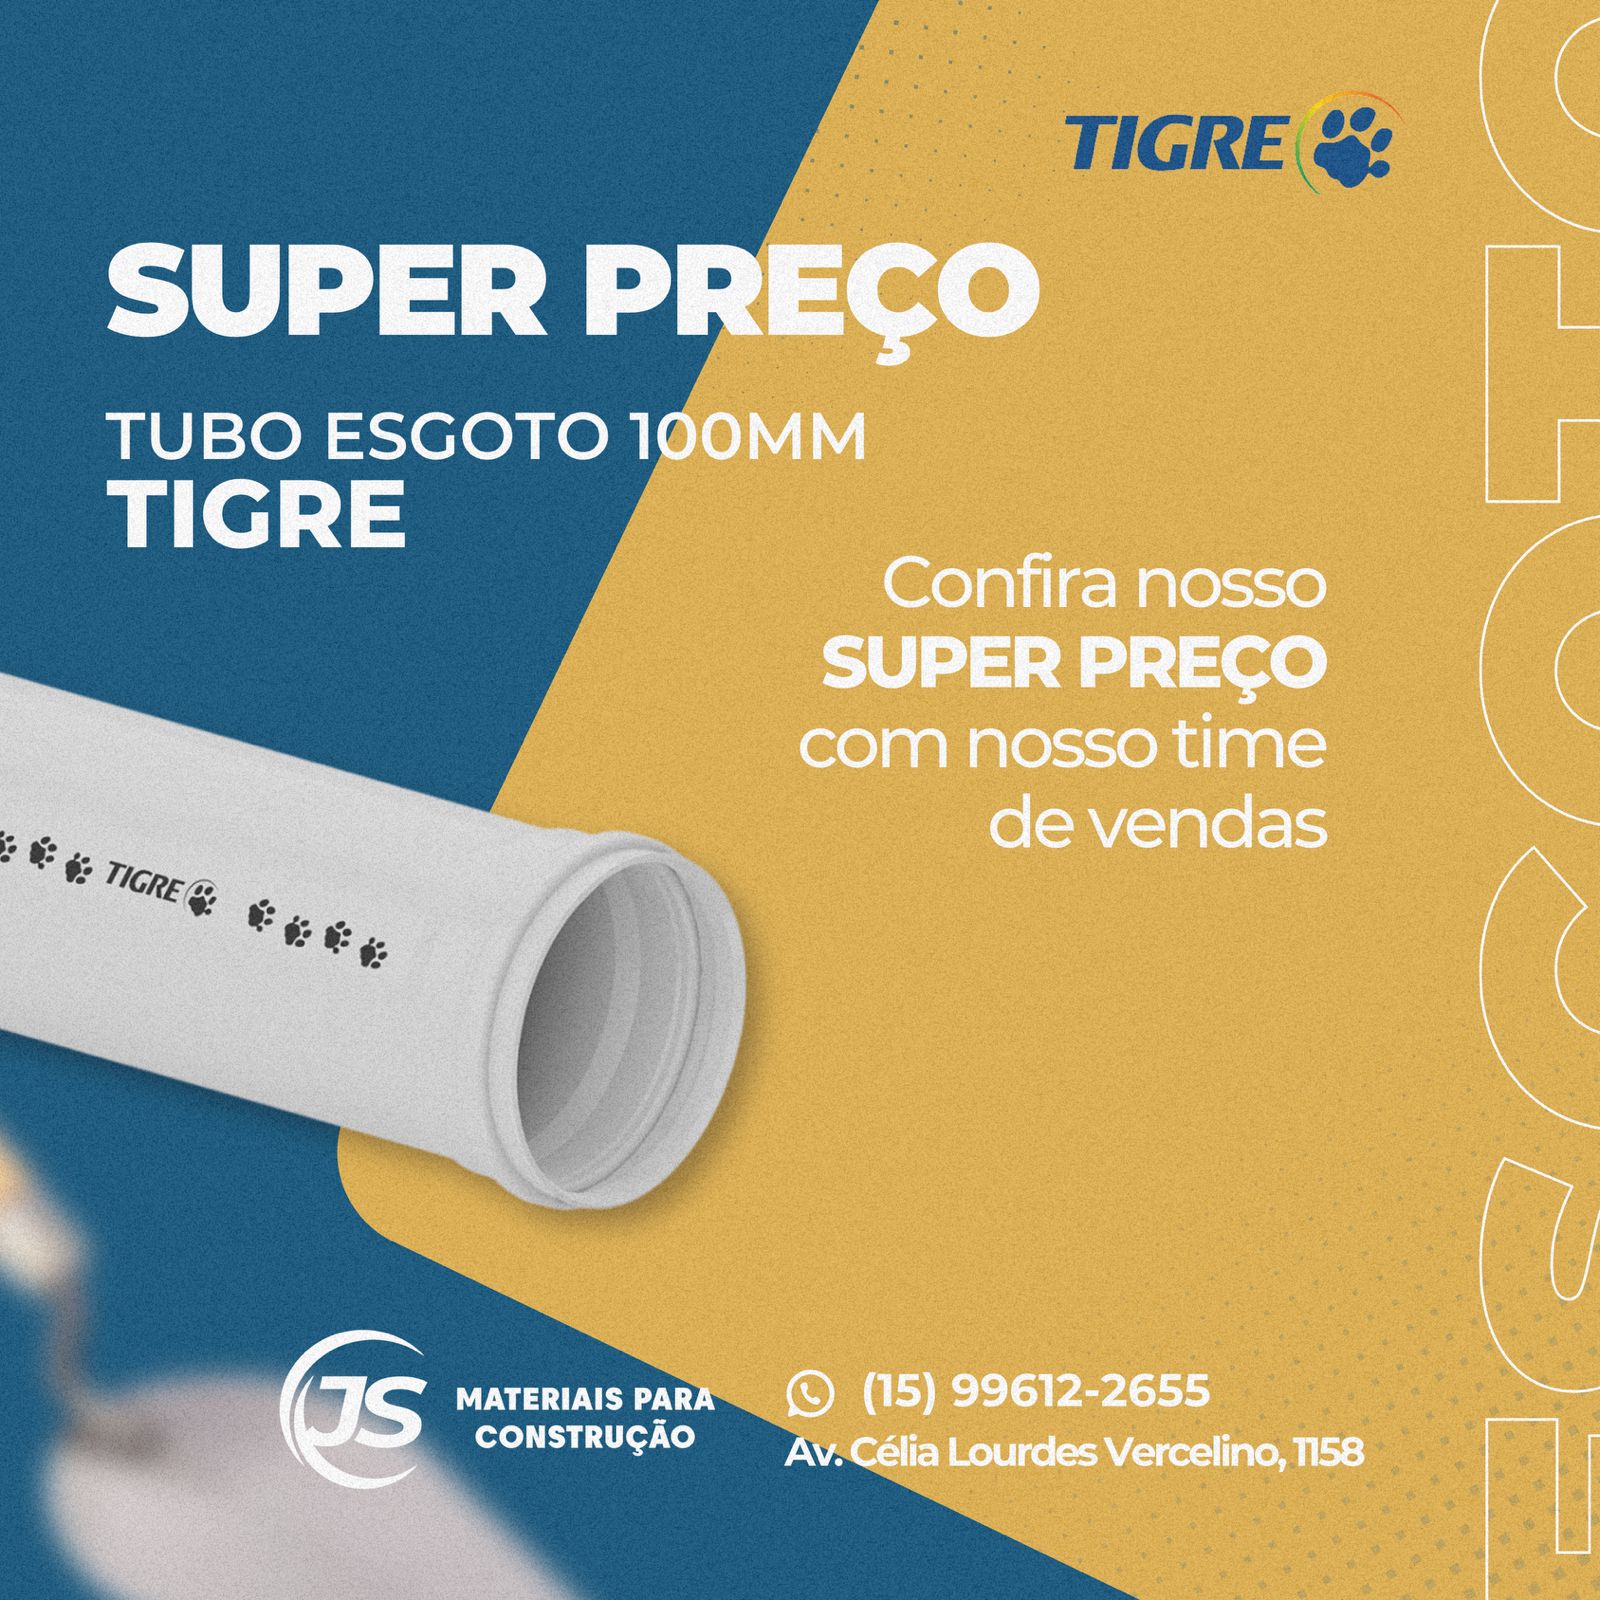 TIGRE
SUPER PREÇO
TUBO ESGOTO 100MM
TIGRE
Confira nosso
SUPER PREÇO
com nosso time
de vendas
TIGRE
JS
MATERIAIS PARA
CONSTRUÇÃO
(15) 99612-2655
Av. Célia Lourdes Vercelino, 1158
ESGOTO